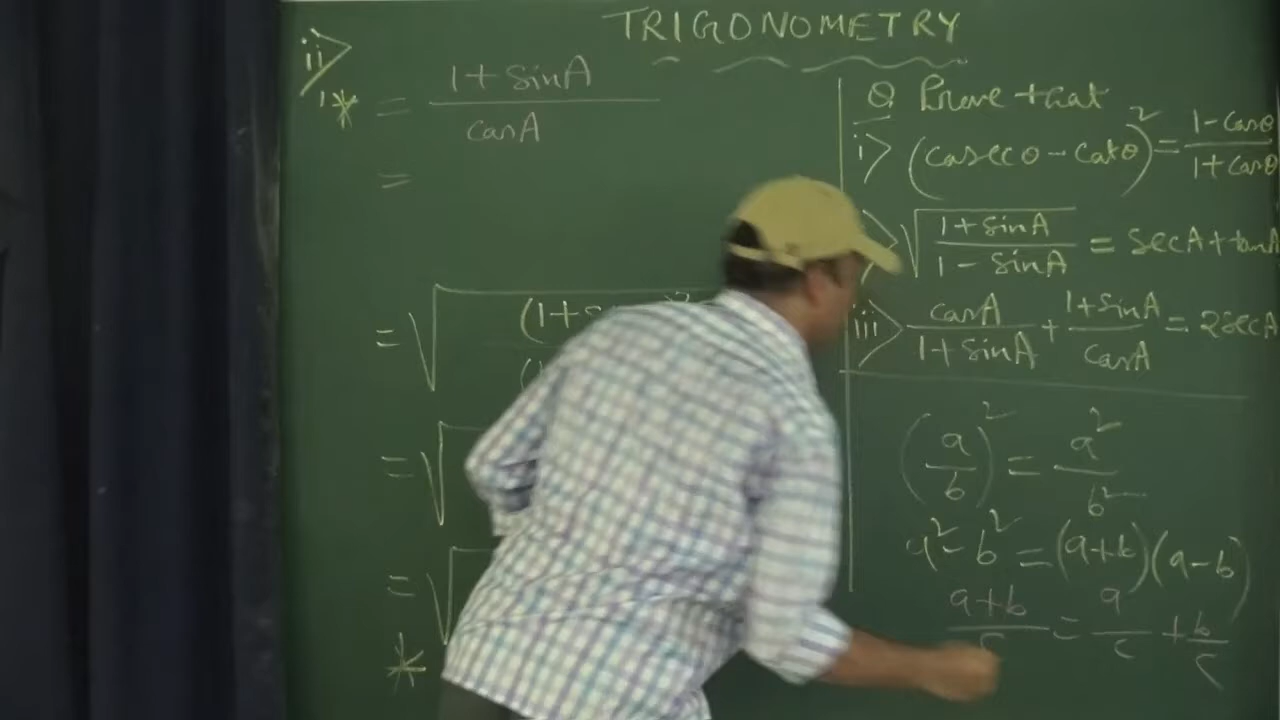 TRIGONOMETRY
ii>
* = (1 + sinA) / cosA
=
= √ (1+s
(
= √
= √
*
Q Prove that
i> (cosecθ - cotθ)² = (1 - cosθ) / (1 + cosθ)
√((1 + sinA) / (1 - sinA)) = secA + tanA
iii> cosA / (1 + sinA) + (1 + sinA) / cosA = 2secA
(a/b)² = a² / b²
a² - b² = (a+b)(a-b)
(a+b) / c = a/c + b/c